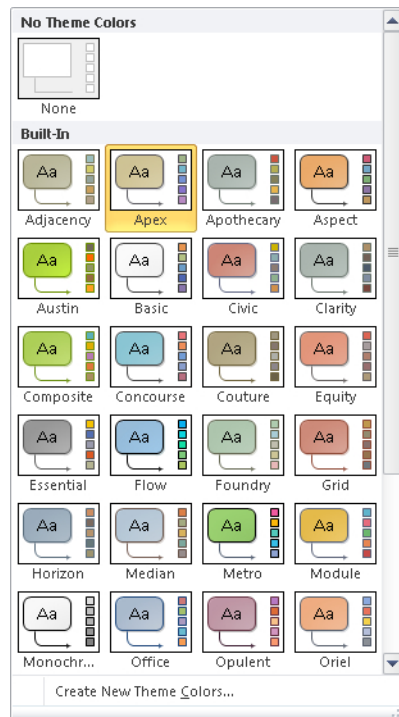 No Theme Colors
None
Built-In
Aa Aa Aa Aa
Adjacency Apex Apothecary Aspect
Aa Aa Aa Aa
Austin Basic Civic Clarity
Aa Aa Aa Aa
Composite Concourse Couture Equity
Aa Aa Aa Aa
Essential Flow Foundry Grid
Aa Aa Aa Aa
Horizon Median Metro Module
Aa Aa Aa Aa
Monochr... Office Opulent Oriel
Create New Theme Colors...